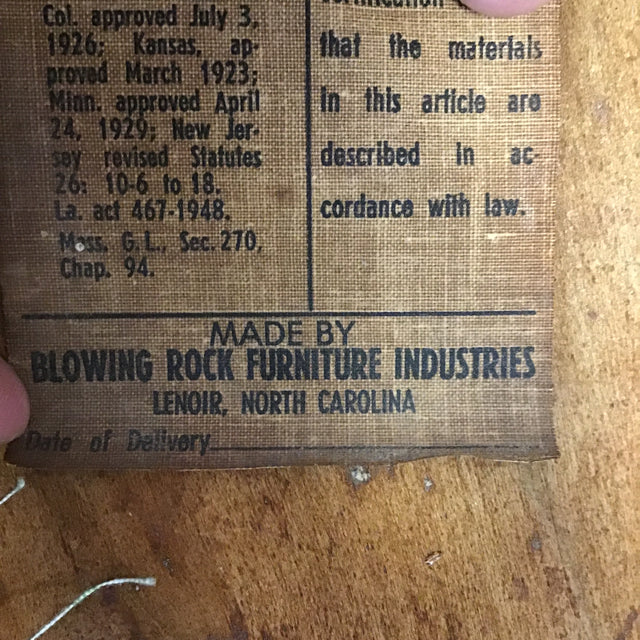 Col. approved July 3,
1926; Kansas, ap-
proved March 1923;
Minn. approved April
24, 1929; New Jer-
sey revised Statutes
26: 10-6 to 18.
La. act 467-1948.
Mass. G. L., Sec. 270,
Chap. 94.
that the materials
in this article are
described in ac-
cordance with law.
MADE BY
BLOWING ROCK FURNITURE INDUSTRIES
LENOIR, NORTH CAROLINA
Date of Delivery